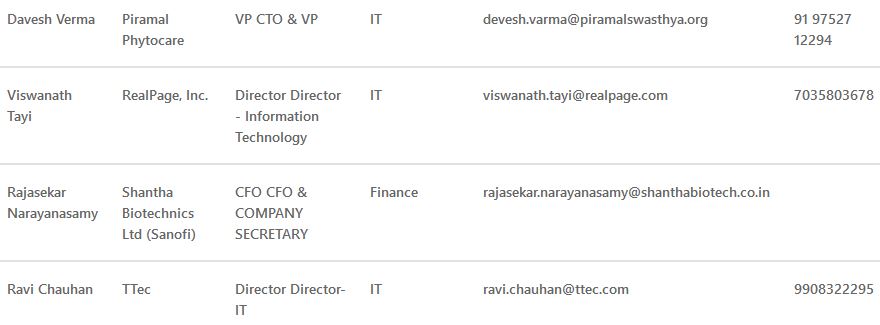 Devesh Varma Piramal VP CTO & VP IT devesh.varma@piramalswasthya.org 91 97527
Phytocare 12294
Viswanath RealPage, Inc. Director Director IT viswanath.tayi@realpage.com 7035803678
Tayi - Information
Technology
Rajasekar Shantha CFO CFO & Finance rajasekar.narayanasamy@shanthabiotech.co.in
Narayanasamy Biotechnics COMPANY
Ltd (Sanofi) SECRETARY
Ravi Chauhan TTec Director Director- IT ravi.chauhan@ttec.com 9908322295
IT